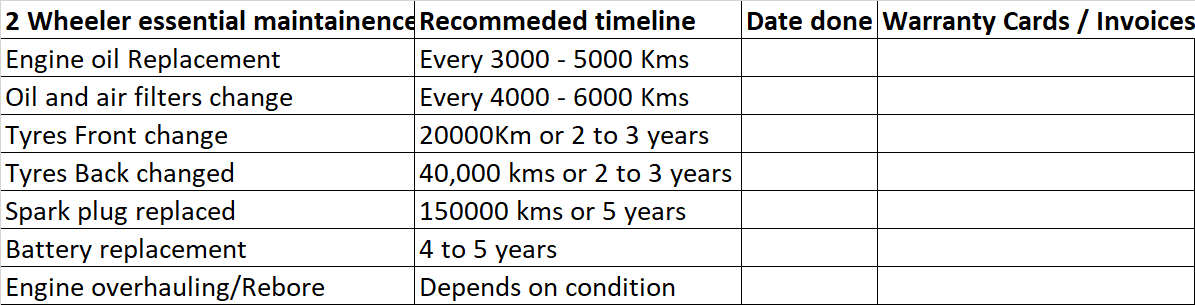 2 Wheeler essential maintainence Recommeded timeline Date done Warranty Cards / Invoices
Engine oil Replacement Every 3000 - 5000 Kms
Oil and air filters change Every 4000 - 6000 Kms
Tyres Front change 20000Km or 2 to 3 years
Tyres Back changed 40,000 kms or 2 to 3 years
Spark plug replaced 150000 kms or 5 years
Battery replacement 4 to 5 years
Engine overhauling/Rebore Depends on condition